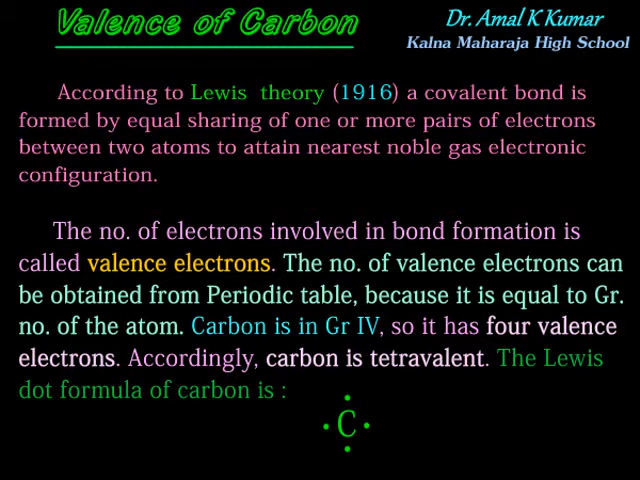 Valence of Carbon
Dr. Amal K Kumar
Kalna Maharaja High School
According to Lewis theory (1916) a covalent bond is
formed by equal sharing of one or more pairs of electrons
between two atoms to attain nearest noble gas electronic
configuration.
The no. of electrons involved in bond formation is
called valence electrons. The no. of valence electrons can
be obtained from Periodic table, because it is equal to Gr.
no. of the atom. Carbon is in Gr IV, so it has four valence
electrons. Accordingly, carbon is tetravalent. The Lewis
dot formula of carbon is :
C